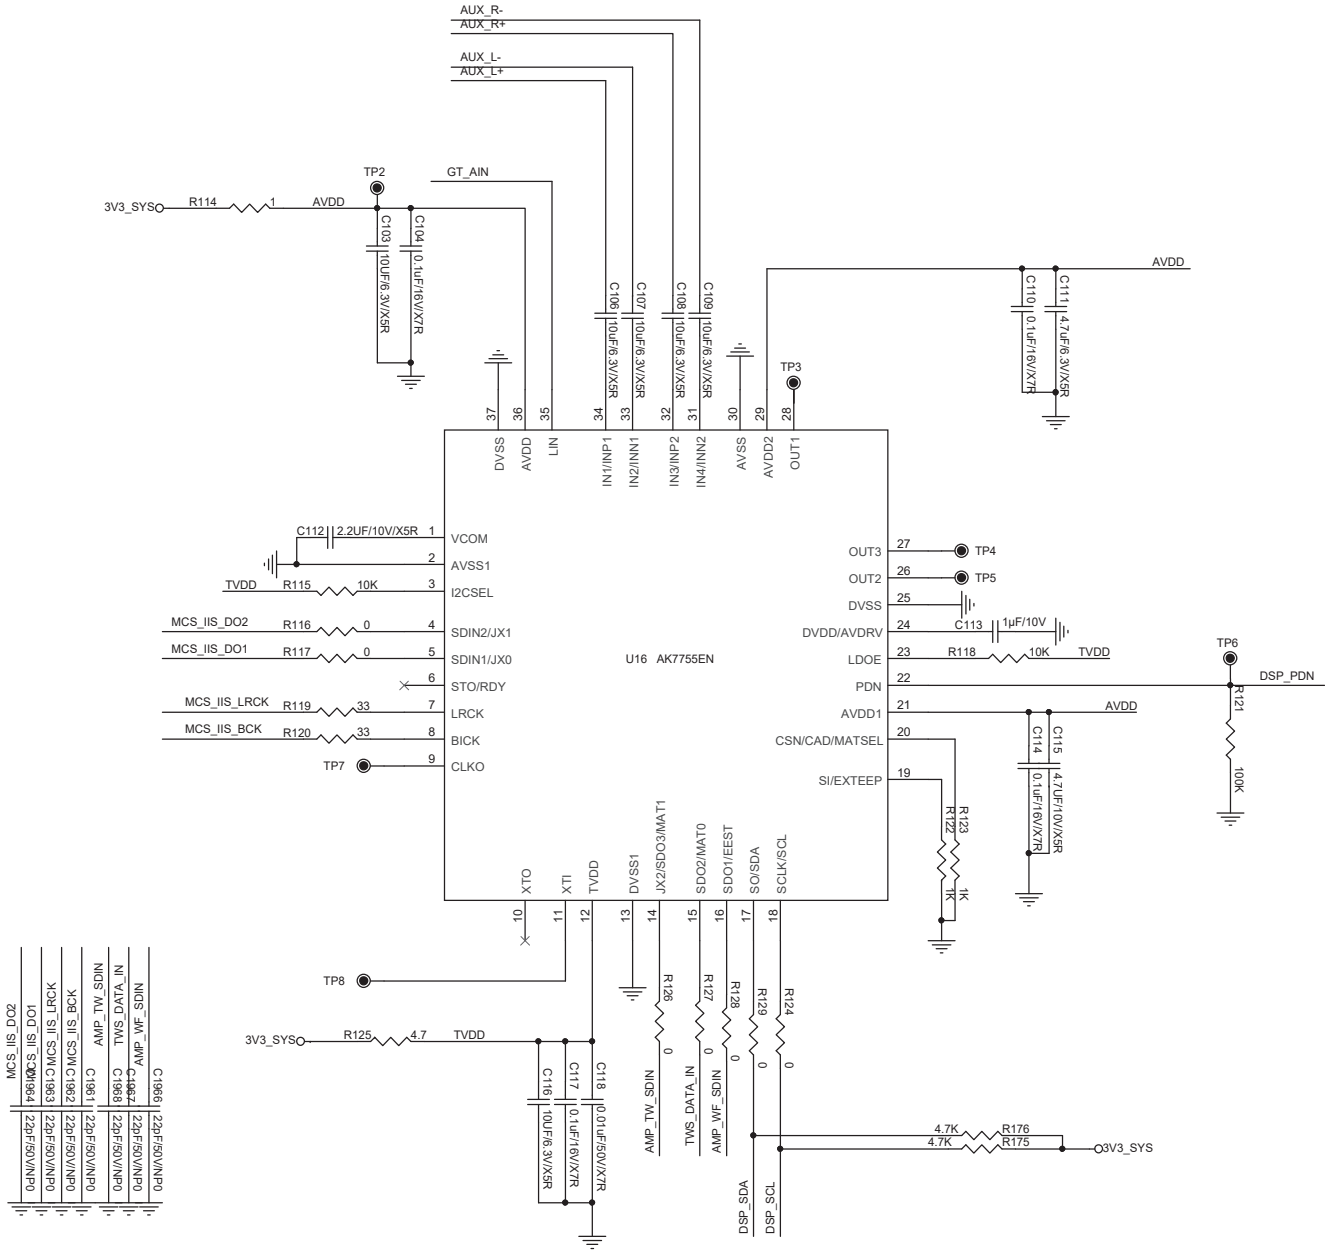 AUX_R-
AUX_R+
AUX_L-
AUX_L+
TP2
GT_AIN
3V3_SYS
R114
1
AVDD
C103
10UF/6.3V/X5R
C104
0.1uF/16V/X7R
C106
10uF/6.3V/X5R
C107
10uF/6.3V/X5R
C108
10uF/6.3V/X5R
C109
10uF/6.3V/X5R
AVDD
C110
0.1uF/16V/X7R
C111
4.7uF/6.3V/X5R
TP3
37
36
35
34
33
32
31
30
29
28
DVSS
AVDD
LIN
IN1/INP1
IN2/INN1
IN3/INP2
IN4/INN2
AVSS
AVDD2
OUT1
C112
2.2UF/10V/X5R
1
VCOM
2
AVSS1
TVDD
R115
10K
3
I2CSEL
MCS_IIS_DO2
R116
0
4
SDIN2/JX1
MCS_IIS_DO1
R117
0
5
SDIN1/JX0
6
STO/RDY
MCS_IIS_LRCK
R119
33
7
LRCK
MCS_IIS_BCK
R120
33
8
BICK
TP7
9
CLKO
U16 AK7755EN
OUT3
27
TP4
OUT2
26
TP5
DVSS
25
DVDD/AVDRV
24
C113
1µF/10V
LDOE
23
R118
10K
TVDD
PDN
22
TP6
DSP_PDN
R121
100K
AVDD1
21
AVDD
CSN/CAD/MATSEL
20
C114
0.1uF/16V/X7R
C115
4.7UF/10V/X5R
SI/EXTEEP
19
R122
1K
R123
1K
XTO
XTI
TVDD
DVSS1
JX2/SDO3/MAT1
SDO2/MAT0
SDO1/EEST
SO/SDA
SCLK/SCL
10
11
12
13
14
15
16
17
18
TP8
R126
0
R127
0
R128
0
R129
0
R124
0
3V3_SYS
R125
4.7
TVDD
C116
10UF/6.3V/X5R
C117
0.1uF/16V/X7R
C118
0.01uF/50V/X7R
AMP_TW_SDIN
TWS_DATA_IN
AMP_WF_SDIN
4.7K
R176
4.7K
R175
3V3_SYS
DSP_SDA
DSP_SCL
MCS_IIS_DO2
MCS_IIS_DO1
MCS_IIS_LRCK
MCS_IIS_BCK
AMP_TW_SDIN
TWS_DATA_IN
AMP_WF_SDIN
C1964
22pF/50V/NP0
C1963
22pF/50V/NP0
C1962
22pF/50V/NP0
C1961
22pF/50V/NP0
C1968
22pF/50V/NP0
C1967
22pF/50V/NP0
C1966
22pF/50V/NP0